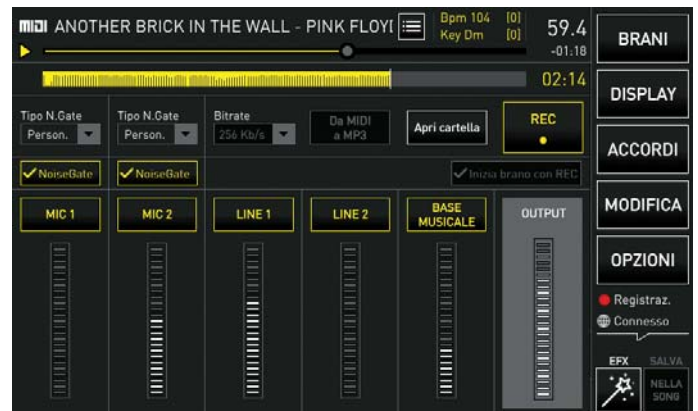 MIDI ANOTHER BRICK IN THE WALL - PINK FLOYI
Bpm 104 [0]
Key Dm [0]
59.4
-01:18
02:14
BRANI
DISPLAY
ACCORDI
MODIFICA
OPZIONI
Registraz.
Connesso
EFX
SALVA
NELLA
SONG
Tipo N.Gate
Person.
Tipo N.Gate
Person.
Bitrate
256 Kb/s
Da MIDI
a MP3
Apri cartella
REC
NoiseGate
NoiseGate
Inizia brano con REC
MIC 1
MIC 2
LINE 1
LINE 2
BASE
MUSICALE
OUTPUT